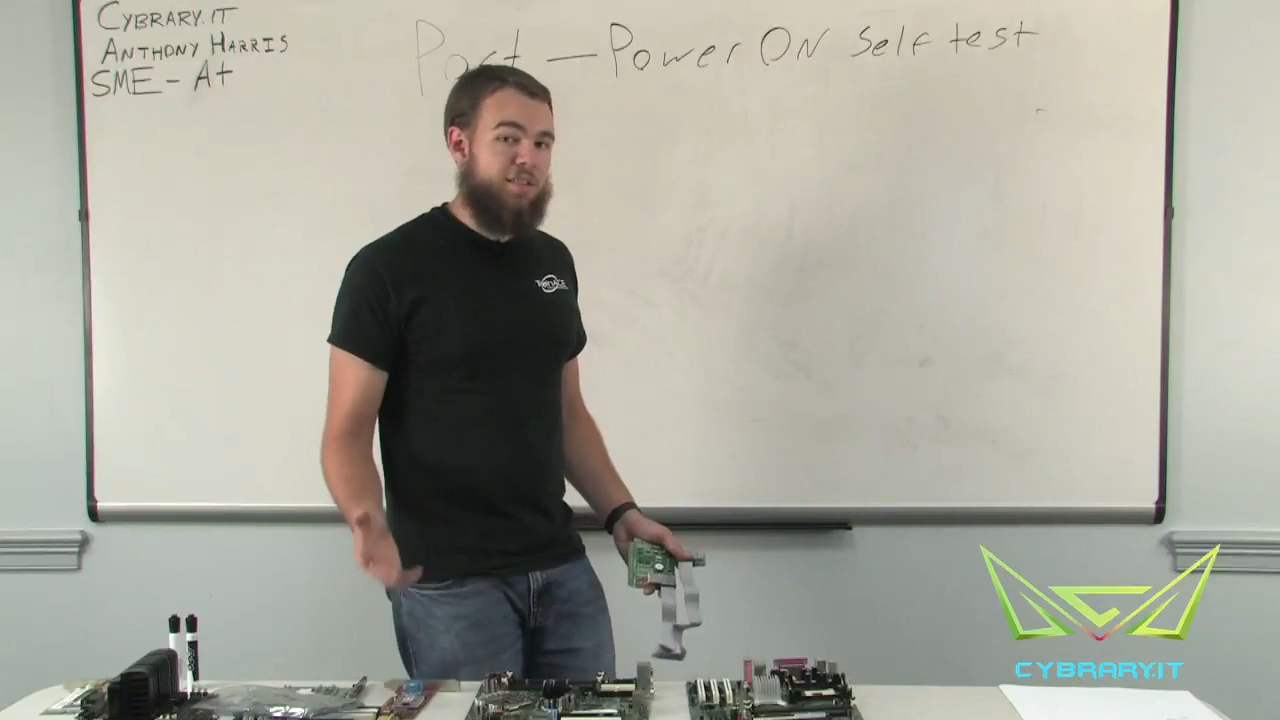 CYBRARY.IT
ANTHONY HARRIS
SME - A+
Post — Power ON Self test
CYBRARY.IT